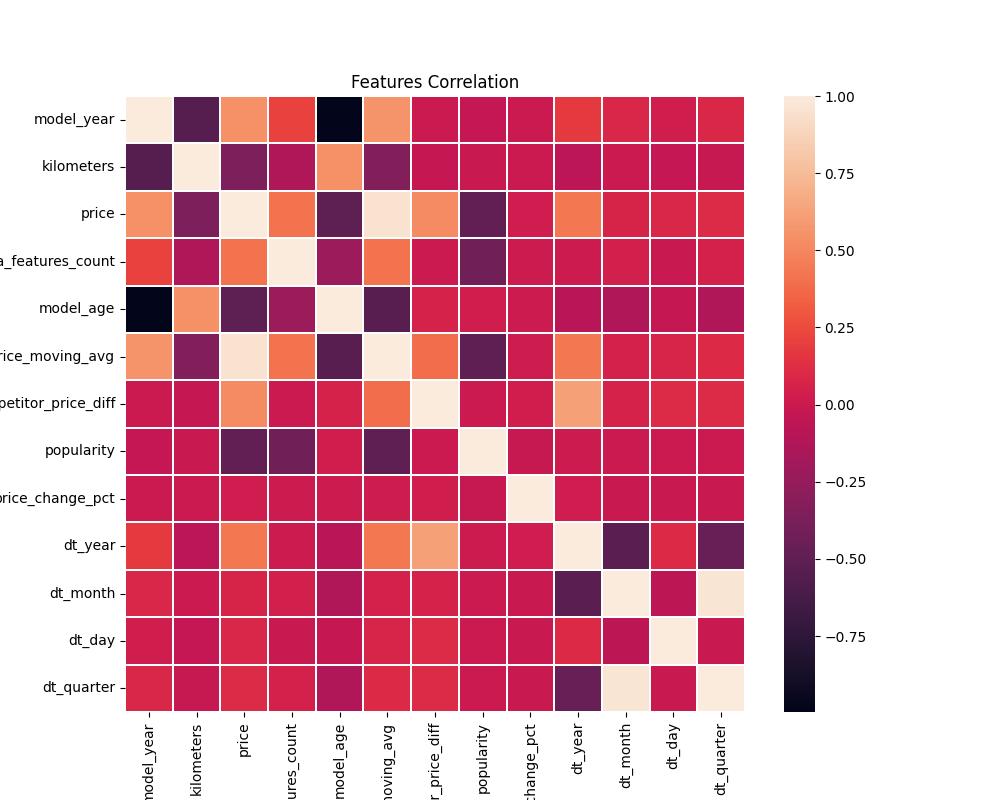 Features Correlation
model_year
kilometers
price
a_features_count
model_age
rice_moving_avg
petitor_price_diff
popularity
price_change_pct
dt_year
dt_month
dt_day
dt_quarter
1.00
0.75
0.50
0.25
0.00
−0.25
−0.50
−0.75
model_year
kilometers
price
ures_count
model_age
moving_avg
r_price_diff
popularity
change_pct
dt_year
dt_month
dt_day
dt_quarter